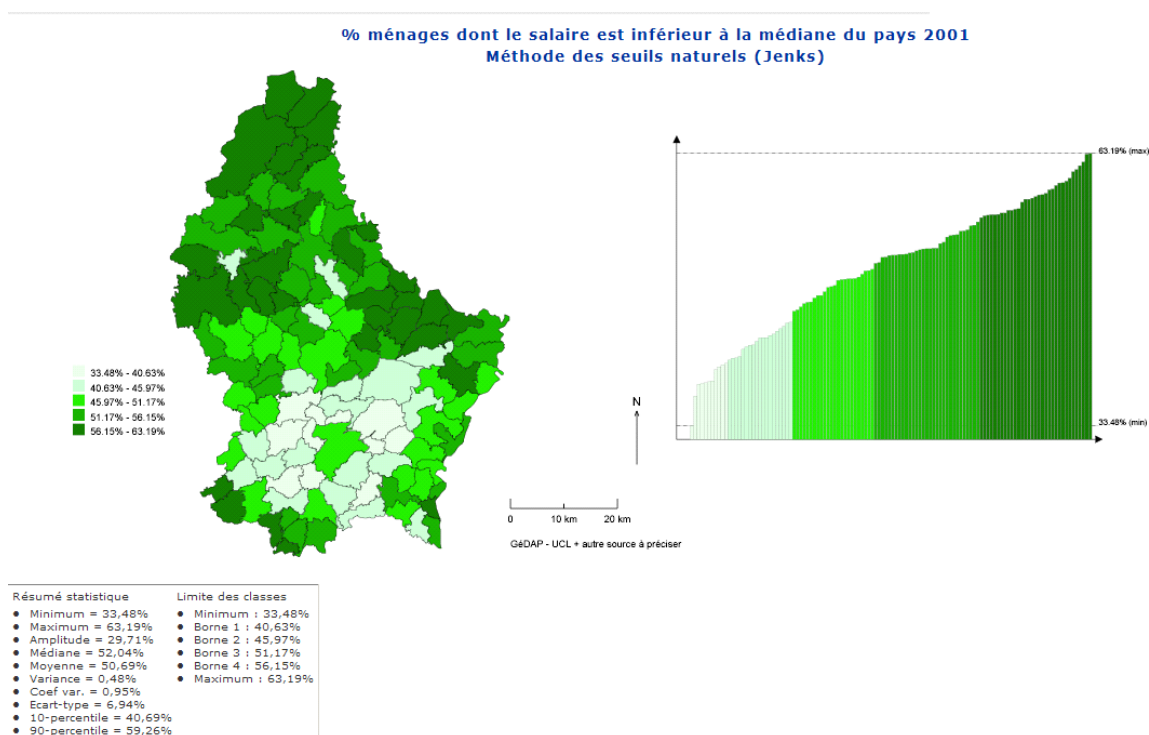 % ménages dont le salaire est inférieur à la médiane du pays 2001
Méthode des seuils naturels (Jenks)
63.19% (max)
33.48% (min)
33.48% - 40.63%
40.63% - 45.97%
45.97% - 51.17%
51.17% - 56.15%
56.15% - 63.19%
N
0 10 km 20 km
GéDAP - UCL + autre source à préciser
Résumé statistique
● Minimum = 33,48%
● Maximum = 63,19%
● Amplitude = 29,71%
● Médiane = 52,04%
● Moyenne = 50,69%
● Variance = 0,48%
● Coef var. = 0,95%
● Ecart-type = 6,94%
● 10-percentile = 40,69%
● 90-percentile = 59,26%
Limite des classes
● Minimum : 33,48%
● Borne 1 : 40,63%
● Borne 2 : 45,97%
● Borne 3 : 51,17%
● Borne 4 : 56,15%
● Maximum : 63,19%